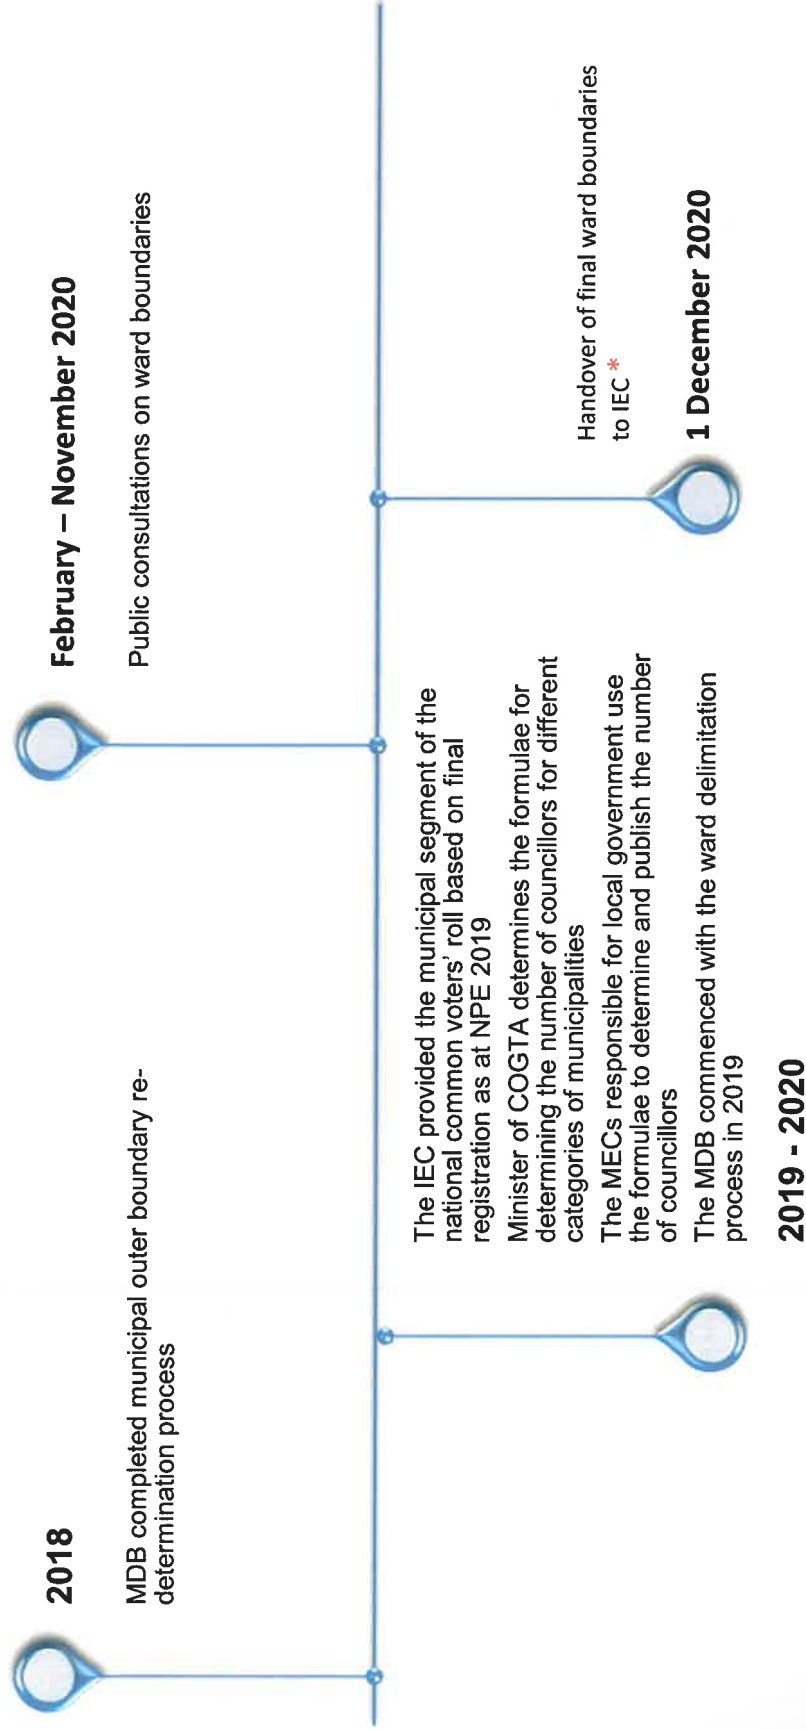 2018
MDB completed municipal outer boundary re-
determination process
The IEC provided the municipal segment of the
national common voters' roll based on final
registration as at NPE 2019
Minister of COGTA determines the formulae for
determining the number of councillors for different
categories of municipalities
The MECs responsible for local government use
the formulae to determine and publish the number
of councillors
The MDB commenced with the ward delimitation
process in 2019
2019 - 2020
February – November 2020
Public consultations on ward boundaries
Handover of final ward boundaries
to IEC *
1 December 2020